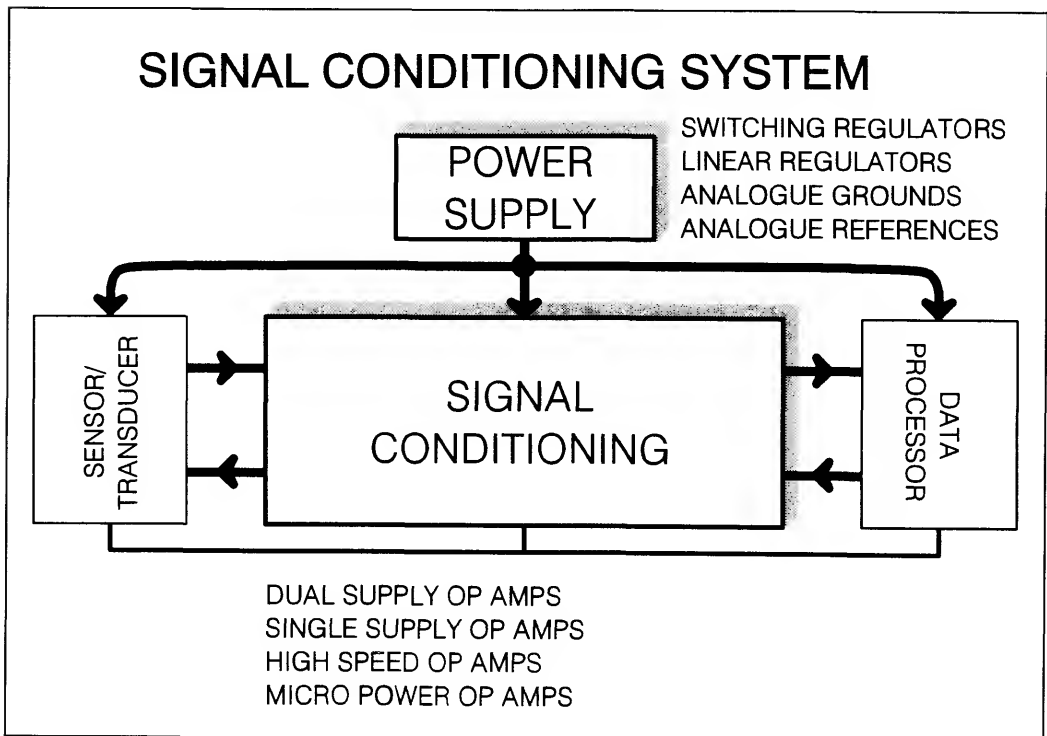 SIGNAL CONDITIONING SYSTEM
POWER
SUPPLY
SWITCHING REGULATORS
LINEAR REGULATORS
ANALOGUE GROUNDS
ANALOGUE REFERENCES
SENSOR/
TRANSDUCER
SIGNAL
CONDITIONING
DATA
PROCESSOR
DUAL SUPPLY OP AMPS
SINGLE SUPPLY OP AMPS
HIGH SPEED OP AMPS
MICRO POWER OP AMPS